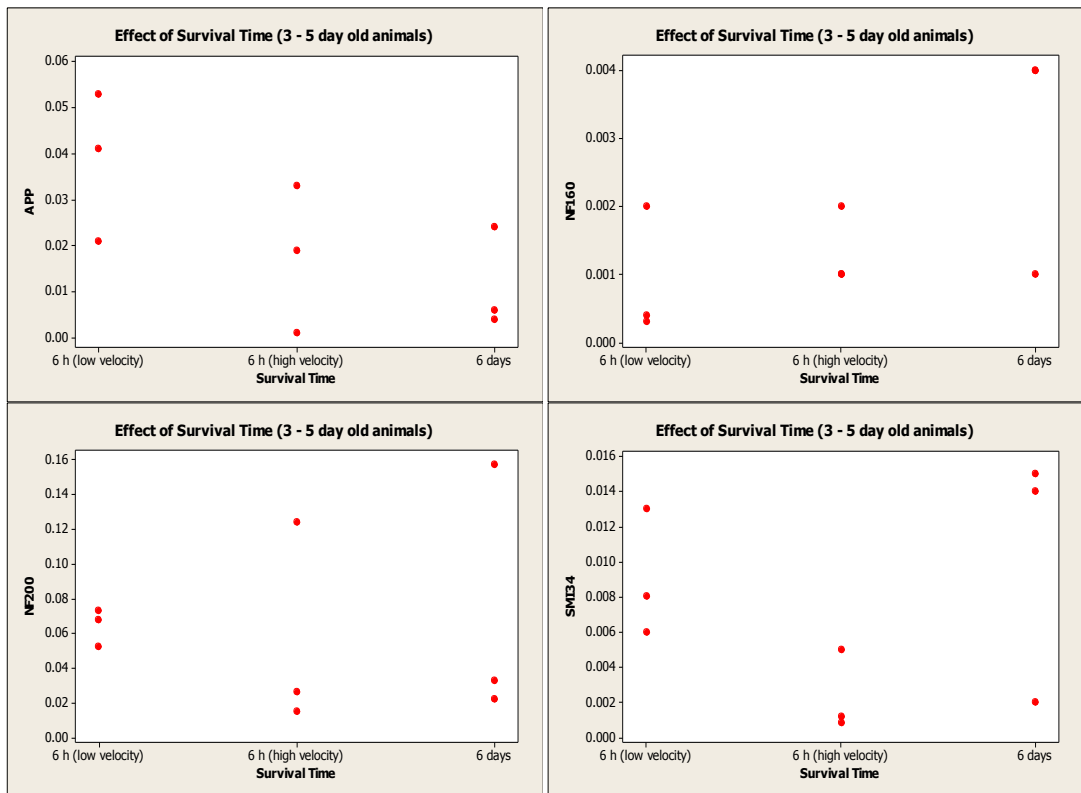 Effect of Survival Time (3 - 5 day old animals)
0.06
0.05
0.04
0.03
0.02
0.01
0.00
APP
6 h (low velocity) 6 h (high velocity) 6 days
Survival Time
Effect of Survival Time (3 - 5 day old animals)
0.004
0.003
0.002
0.001
0.000
NF160
6 h (low velocity) 6 h (high velocity) 6 days
Survival Time
Effect of Survival Time (3 - 5 day old animals)
0.16
0.14
0.12
0.10
0.08
0.06
0.04
0.02
0.00
NF200
6 h (low velocity) 6 h (high velocity) 6 days
Survival Time
Effect of Survival Time (3 - 5 day old animals)
0.016
0.014
0.012
0.010
0.008
0.006
0.004
0.002
0.000
SMI34
6 h (low velocity) 6 h (high velocity) 6 days
Survival Time